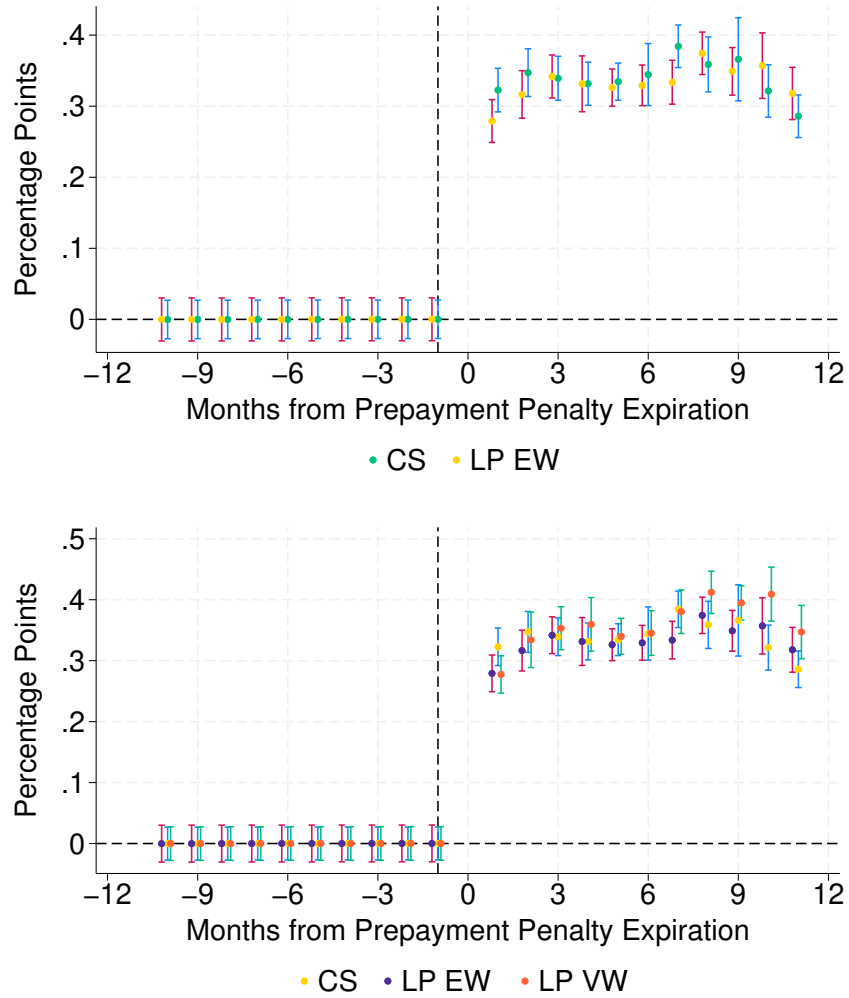 .4
.3
.2
.1
0
Percentage Points
−12 −9 −6 −3 0 3 6 9 12
Months from Prepayment Penalty Expiration
CS LP EW
.5
.4
.3
.2
.1
0
Percentage Points
−12 −9 −6 −3 0 3 6 9 12
Months from Prepayment Penalty Expiration
CS LP EW LP VW